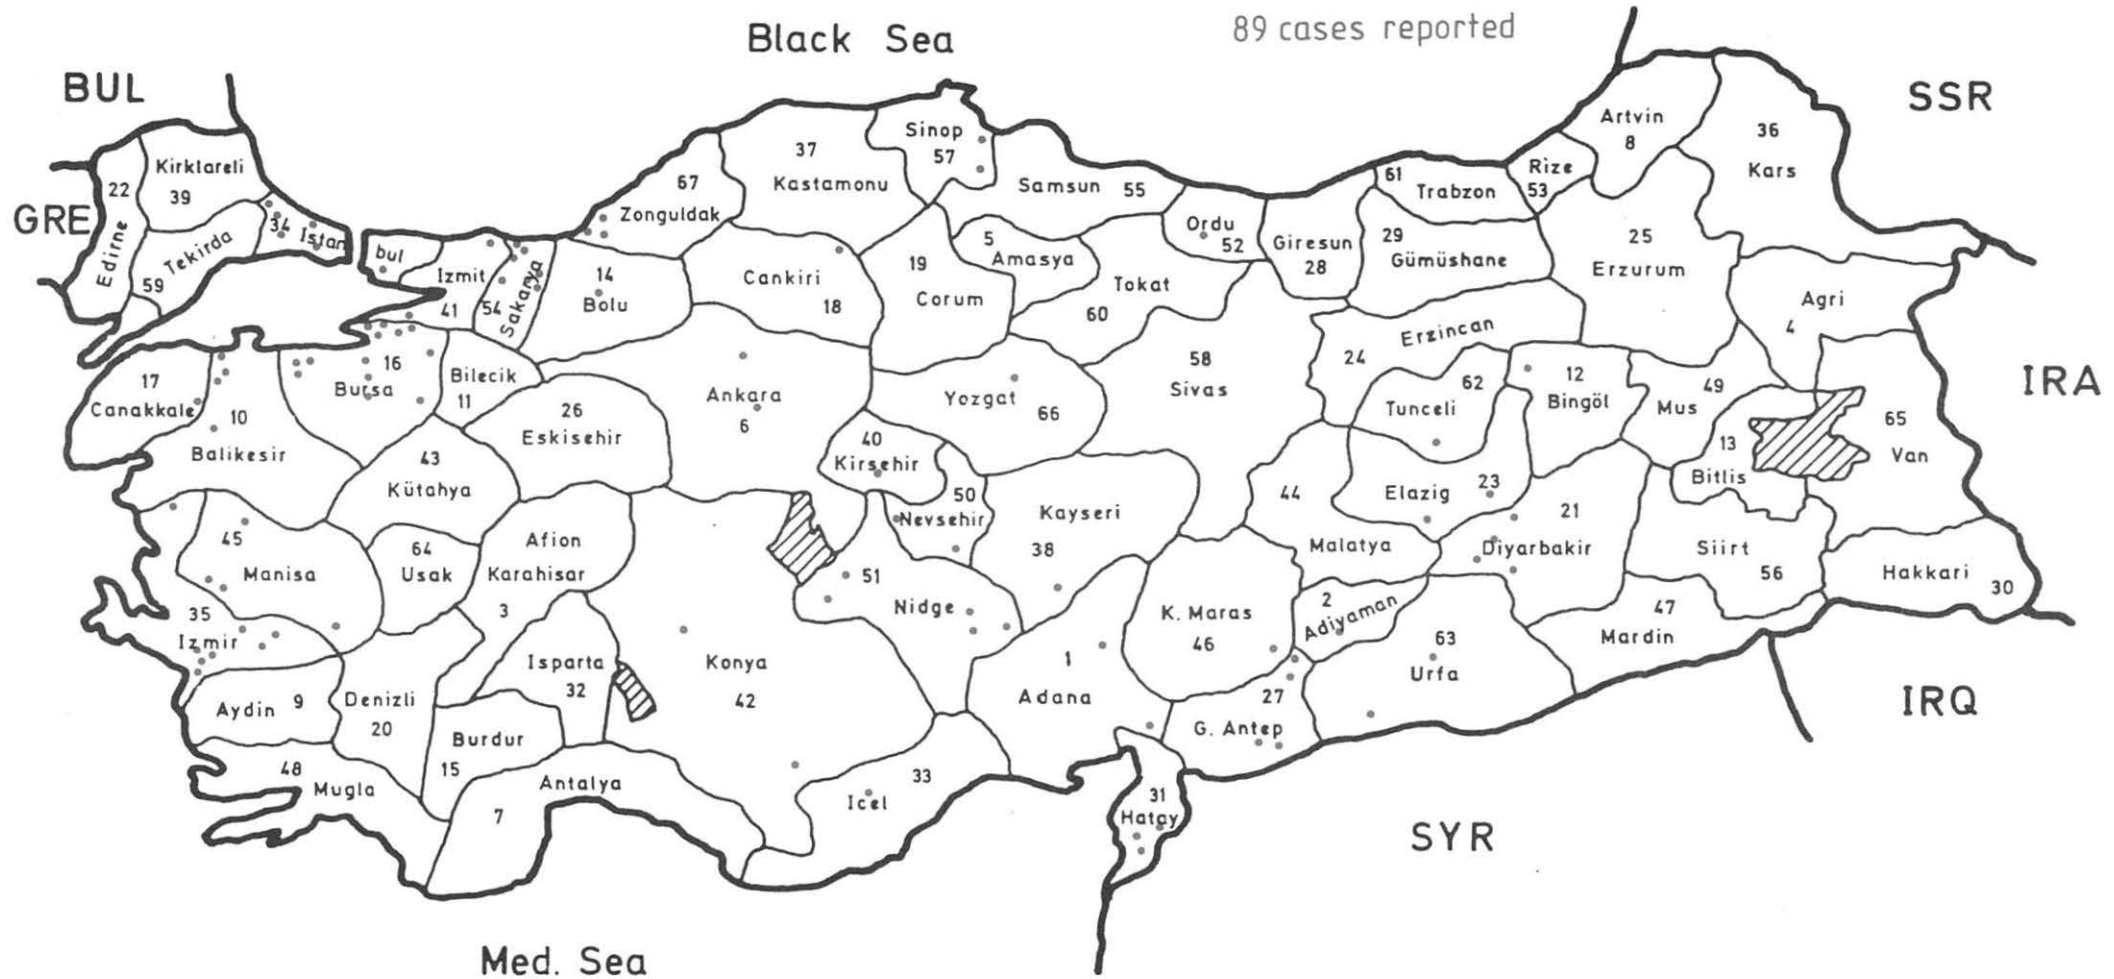 Black Sea
89 cases reported
BUL
SSR
GRE
IRA
IRQ
SYR
Med. Sea
22
Edirne
Kirklareli
39
59
Tekirda
34 Istan
bul
Izmit
41
54
Sakarya
14
Bolu
67
Zonguldak
37
Kastamonu
Sinop
57
Samsun 55
Cankiri
18
19
Corum
5
Amasya
Tokat
60
Ordu
52
Giresun
28
61
Trabzon
29
Gümüshane
Rize
53
Artvin
8
36
Kars
25
Erzurum
Agri
4
17
Canakkale
10
Balikesir
16
Bursa
Bilecik
11
26
Eskisehir
43
Kütahya
Ankara
6
Yozgat
66
40
Kirsehir
50
Nevsehir
58
Sivas
24
Erzincan
62
Tunceli
12
Bingöl
49
Mus
13
Bitlis
65
Van
45
Manisa
64
Usak
Afion
Karahisar
3
35
Izmir
Aydin 9
Denizli
20
Isparta
32
Burdur
15
48
Mugla
Antalya
7
Konya
42
51
Nidge
Kayseri
38
33
Icel
1
Adana
K. Maras
46
44
Malatya
Elazig 23
21
Diyarbakir
2
Adiyaman
63
Urfa
27
G. Antep
31
Hatay
47
Mardin
Siirt
56
Hakkari
30